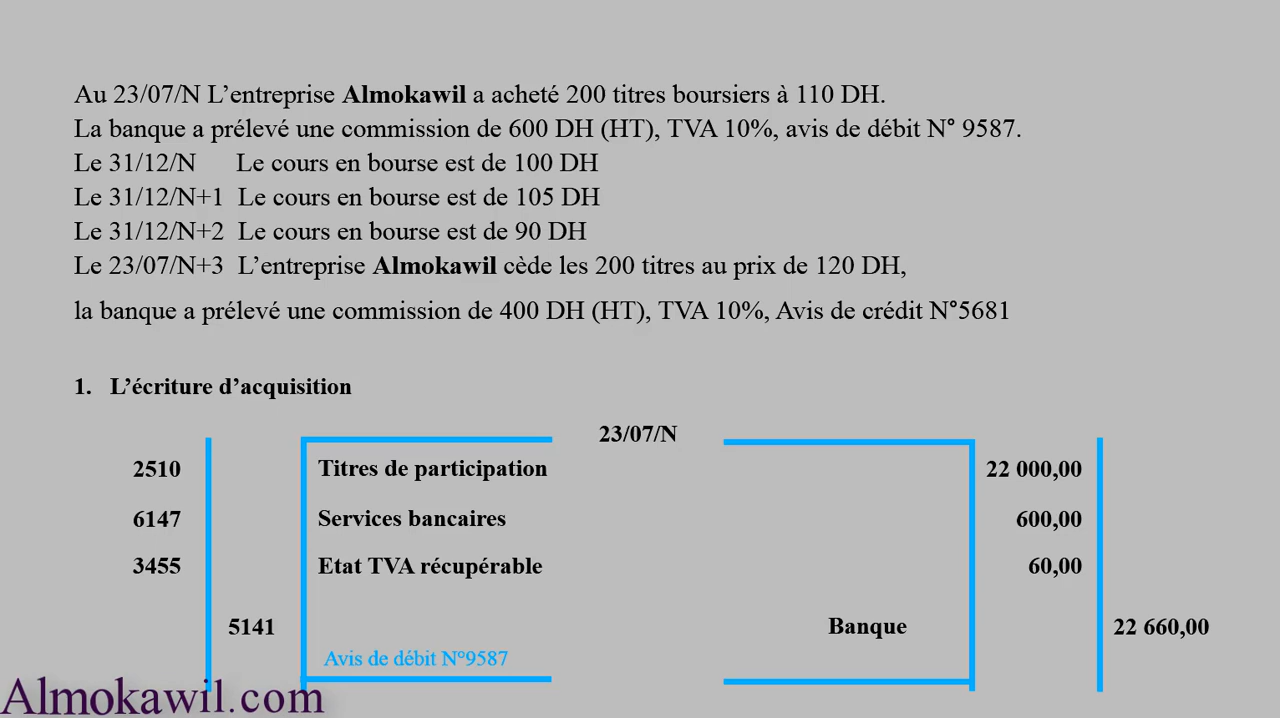 Au 23/07/N L’entreprise Almokawil a acheté 200 titres boursiers à 110 DH.
La banque a prélevé une commission de 600 DH (HT), TVA 10%, avis de débit N° 9587.
Le 31/12/N Le cours en bourse est de 100 DH
Le 31/12/N+1 Le cours en bourse est de 105 DH
Le 31/12/N+2 Le cours en bourse est de 90 DH
Le 23/07/N+3 L’entreprise Almokawil cède les 200 titres au prix de 120 DH,
la banque a prélevé une commission de 400 DH (HT), TVA 10%, Avis de crédit N°5681
1. L’écriture d’acquisition
23/07/N
2510 Titres de participation 22 000,00
6147 Services bancaires 600,00
3455 Etat TVA récupérable 60,00
5141 Banque 22 660,00
Avis de débit N°9587
Almokawil.com